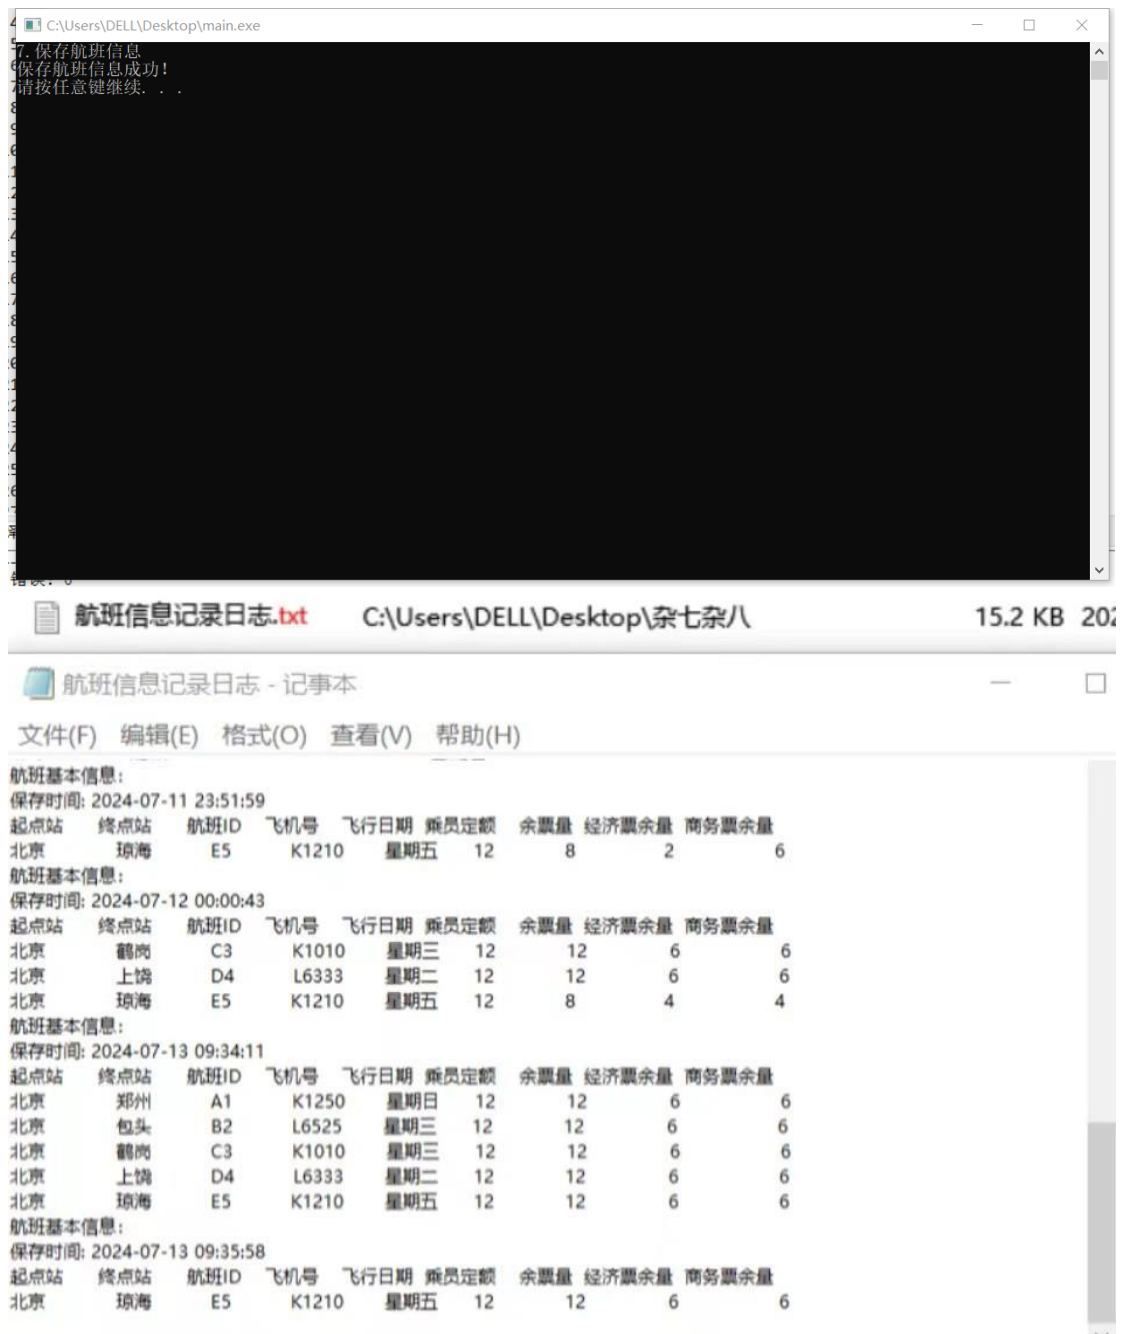 C:\Users\DELL\Desktop\main.exe
7.保存航班信息
保存航班信息成功!
请按任意键继续. . .
错误: 0
航班信息记录日志.txt C:\Users\DELL\Desktop\杂七杂八 15.2 KB 202
航班信息记录日志 - 记事本
文件(F) 编辑(E) 格式(O) 查看(V) 帮助(H)
航班基本信息:
保存时间: 2024-07-11 23:51:59
起点站 终点站 航班ID 飞机号 飞行日期 乘员定额 余票量 经济票余量 商务票余量
北京 琼海 E5 K1210 星期五 12 8 2 6
航班基本信息:
保存时间: 2024-07-12 00:00:43
起点站 终点站 航班ID 飞机号 飞行日期 乘员定额 余票量 经济票余量 商务票余量
北京 鹤岗 C3 K1010 星期三 12 12 6 6
北京 上饶 D4 L6333 星期二 12 12 6 6
北京 琼海 E5 K1210 星期五 12 8 4 4
航班基本信息:
保存时间: 2024-07-13 09:34:11
起点站 终点站 航班ID 飞机号 飞行日期 乘员定额 余票量 经济票余量 商务票余量
北京 郑州 A1 K1250 星期日 12 12 6 6
北京 包头 B2 L6525 星期三 12 12 6 6
北京 鹤岗 C3 K1010 星期三 12 12 6 6
北京 上饶 D4 L6333 星期二 12 12 6 6
北京 琼海 E5 K1210 星期五 12 12 6 6
航班基本信息:
保存时间: 2024-07-13 09:35:58
起点站 终点站 航班ID 飞机号 飞行日期 乘员定额 余票量 经济票余量 商务票余量
北京 琼海 E5 K1210 星期五 12 12 6 6